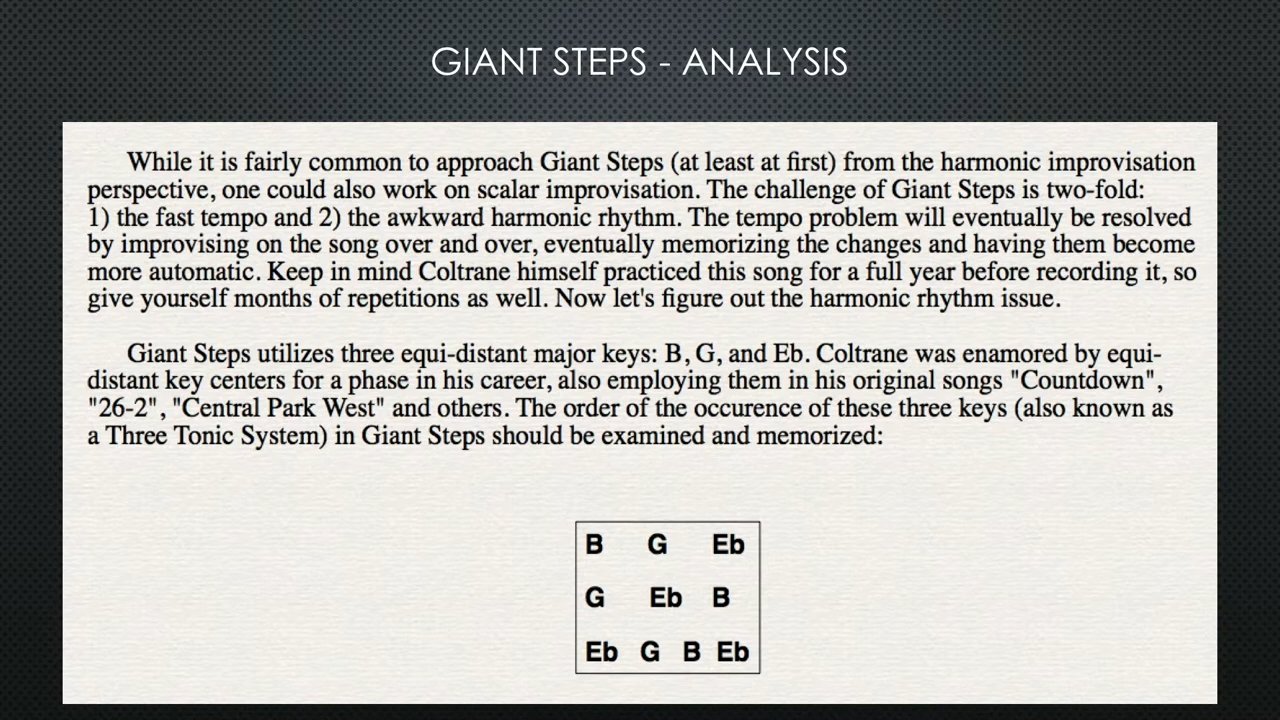 GIANT STEPS - ANALYSIS
While it is fairly common to approach Giant Steps (at least at first) from the harmonic improvisation
perspective, one could also work on scalar improvisation. The challenge of Giant Steps is two-fold:
1) the fast tempo and 2) the awkward harmonic rhythm. The tempo problem will eventually be resolved
by improvising on the song over and over, eventually memorizing the changes and having them become
more automatic. Keep in mind Coltrane himself practiced this song for a full year before recording it, so
give yourself months of repetitions as well. Now let's figure out the harmonic rhythm issue.
Giant Steps utilizes three equi-distant major keys: B, G, and Eb. Coltrane was enamored by equi-
distant key centers for a phase in his career, also employing them in his original songs "Countdown",
"26-2", "Central Park West" and others. The order of the occurence of these three keys (also known as
a Three Tonic System) in Giant Steps should be examined and memorized:
B G Eb
G Eb B
Eb G B Eb